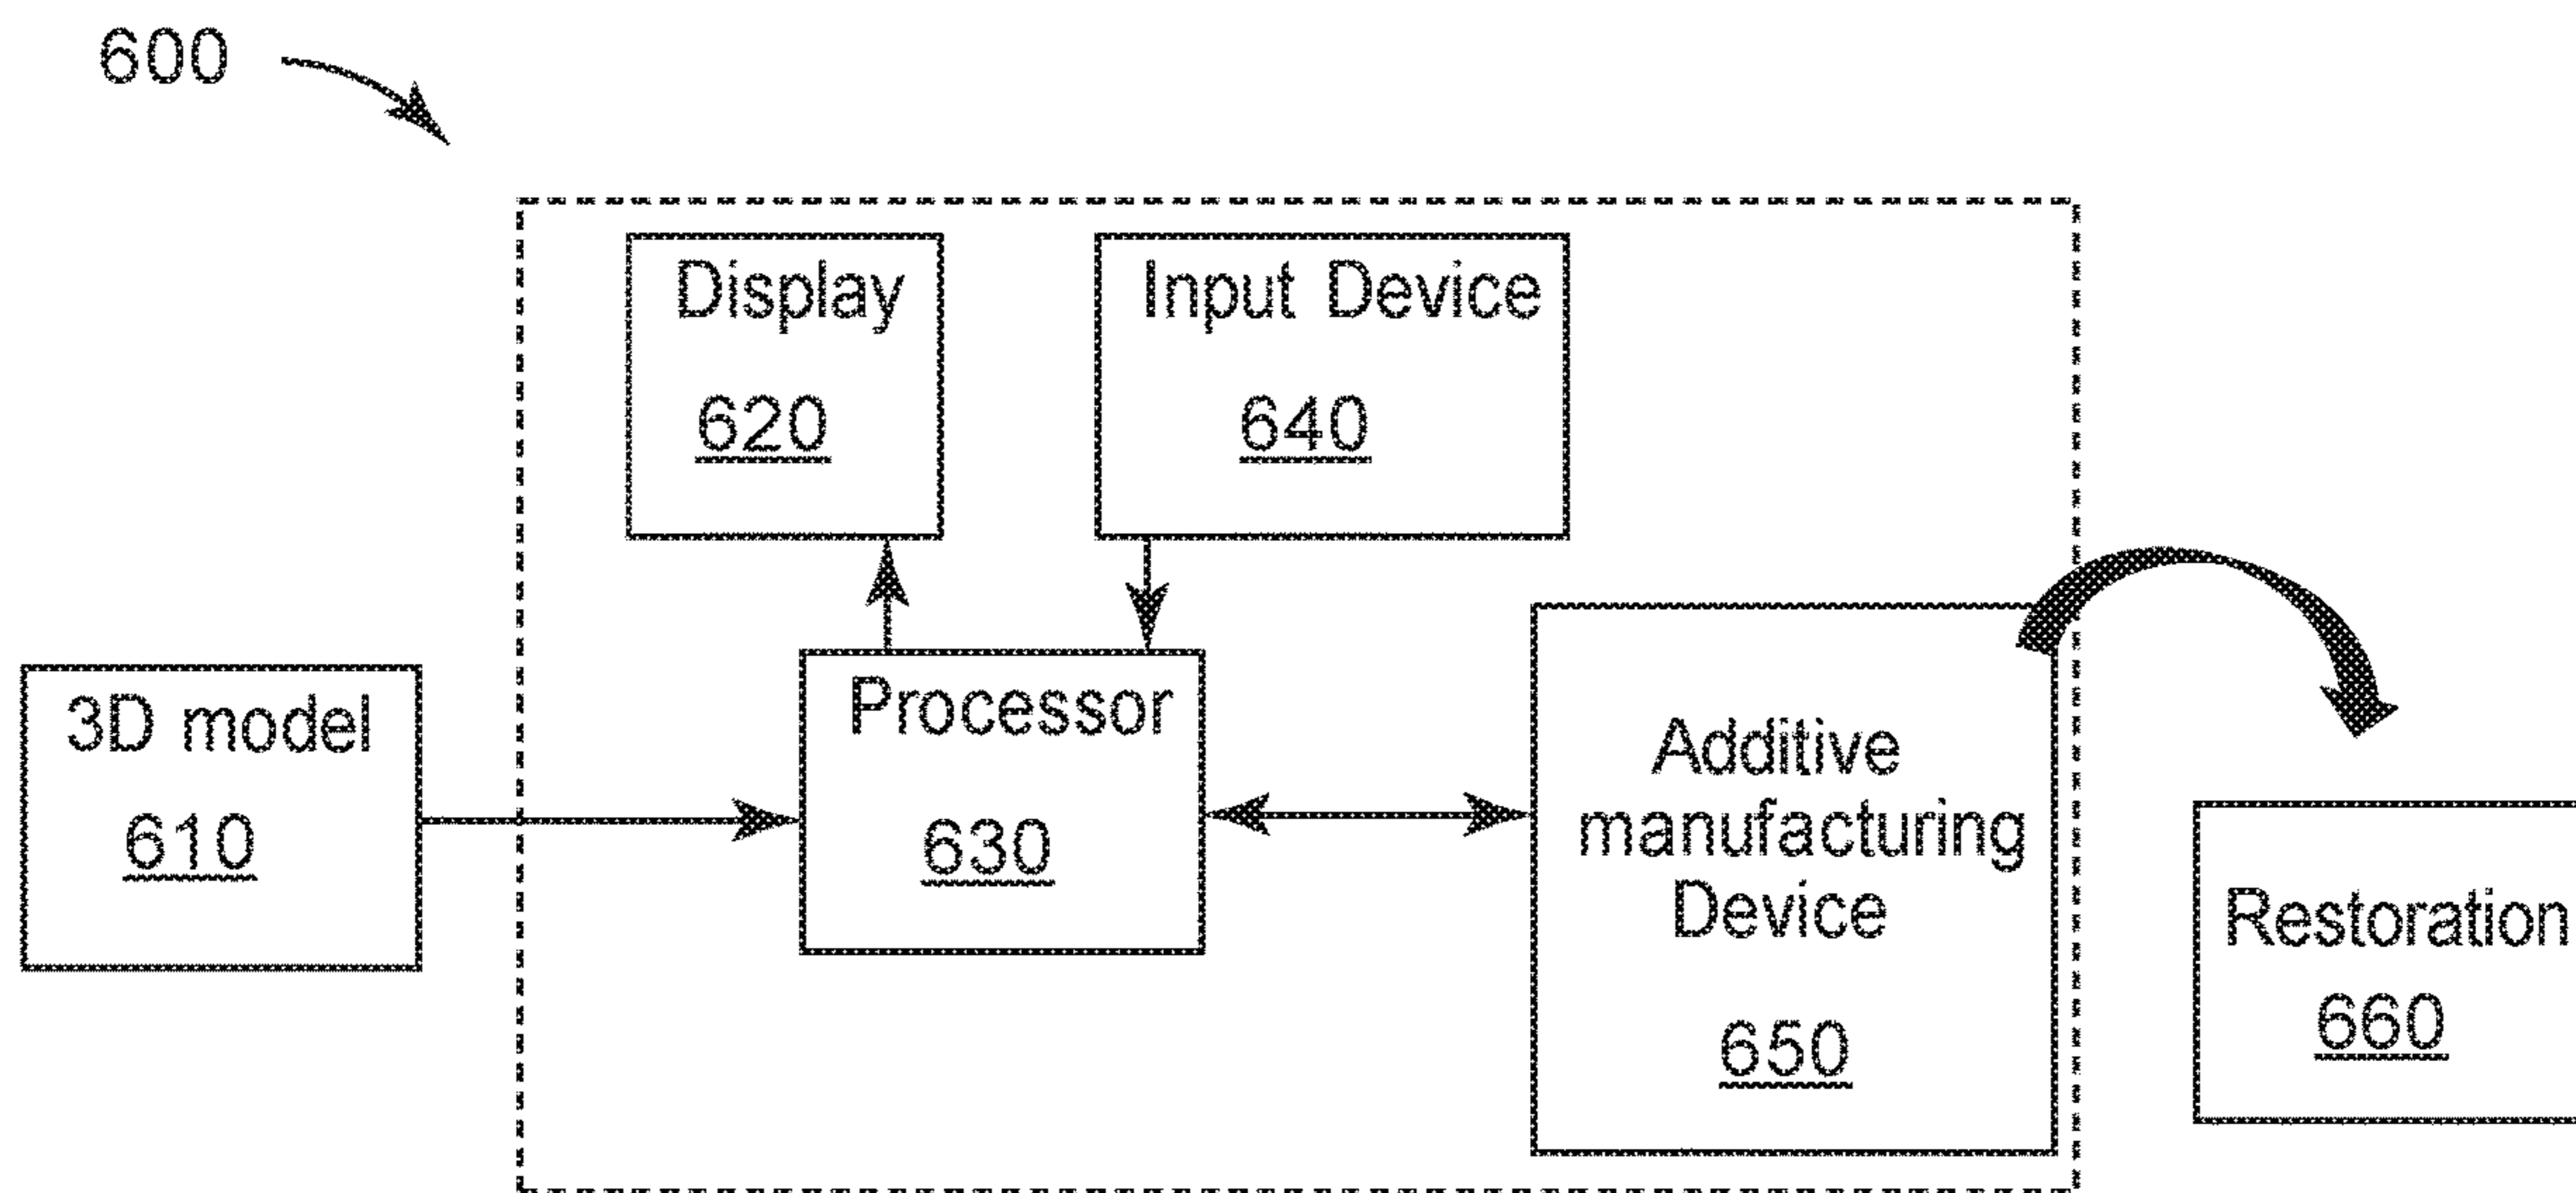 600
Display
620
Input Device
640
3D model
610
Processor
630
Additive
manufacturing
Device
650
Restoration
660